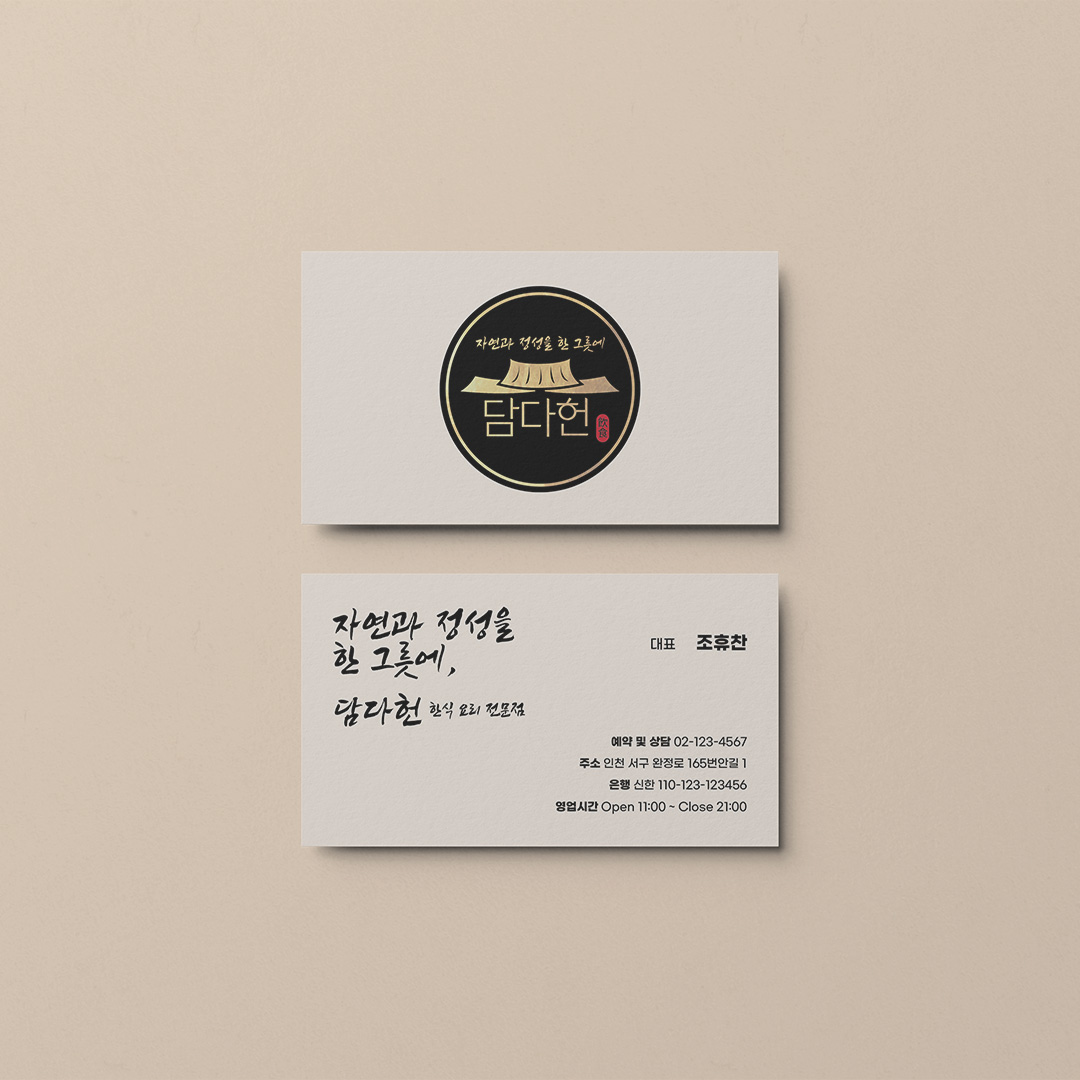 자연과 정성을 한 그릇에
담다헌
飮食
자연과 정성을
한 그릇에,
담다헌 한식 요리 전문점
대표 조휴찬
예약 및 상담 02-123-4567
주소 인천 서구 완정로 165번안길 1
은행 신한 110-123-123456
영업시간 Open 11:00 ~ Close 21:00